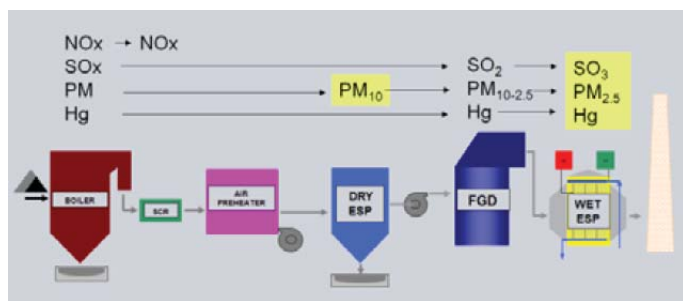 NOx → NOx
SOx → SO₂ → SO₃
PM → PM₁₀ → PM₁₀₋₂.₅ → PM₂.₅
Hg → Hg → Hg
BOILER
SCR
AIR
PREHEATER
DRY
ESP
FGD
WET
ESP